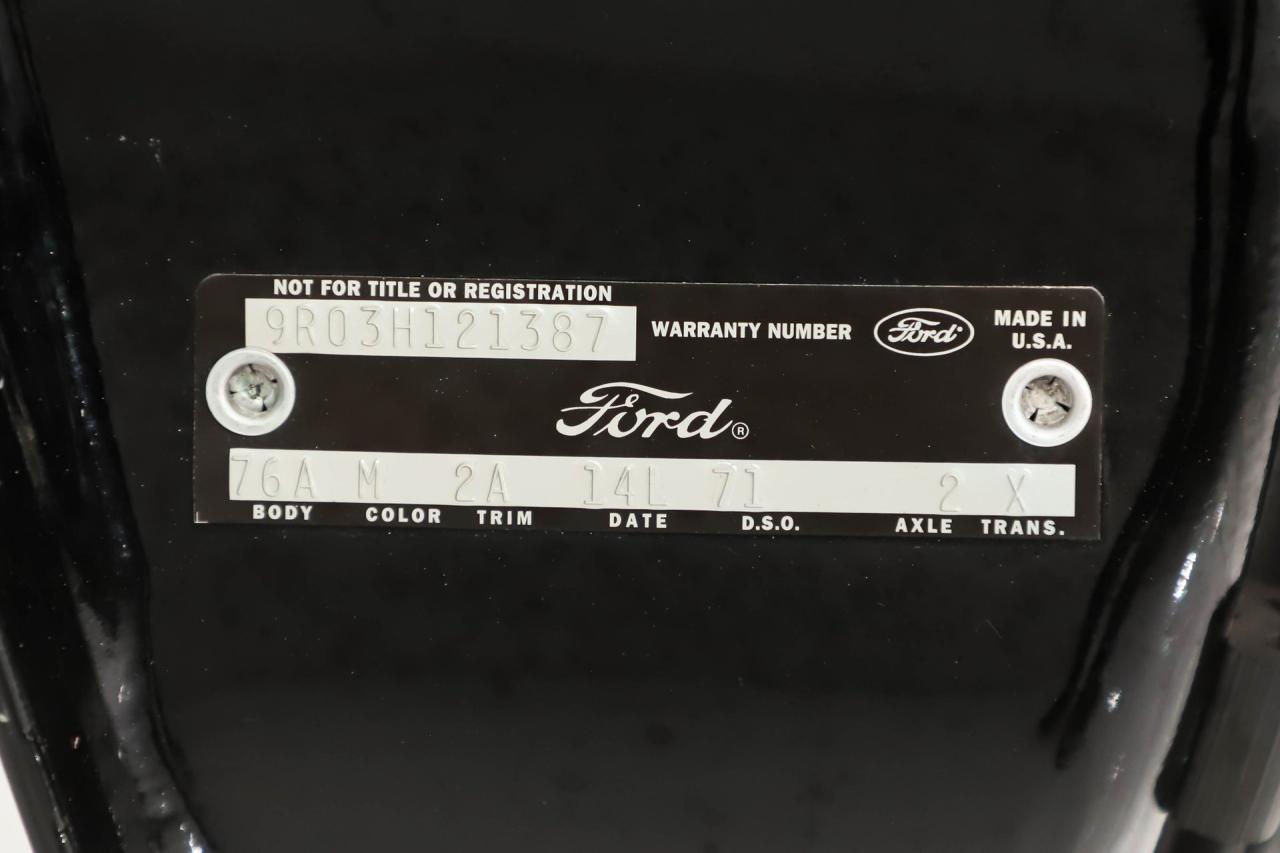 NOT FOR TITLE OR REGISTRATION
9R03H121387 WARRANTY NUMBER Ford MADE IN U.S.A.
Ford®
76A M 2A 14L 71 2 X
BODY COLOR TRIM DATE D.S.O. AXLE TRANS.